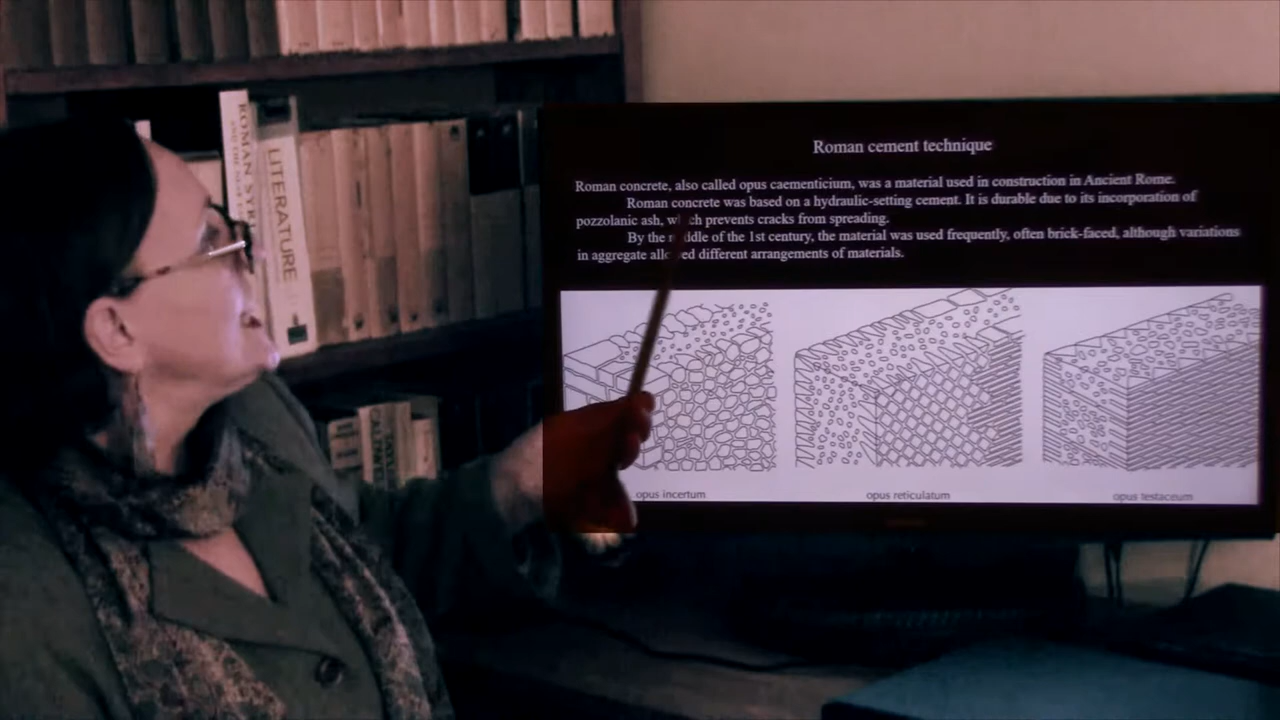 ROMAN
LITERATURE
Roman cement technique
Roman concrete, also called opus caementicium, was a material used in construction in Ancient Rome.
Roman concrete was based on a hydraulic-setting cement. It is durable due to its incorporation of
pozzolanic ash, which prevents cracks from spreading.
By the middle of the 1st century, the material was used frequently, often brick-faced, although variations
in aggregate allowed different arrangements of materials.
opus incertum
opus reticulatum
opus testaceum